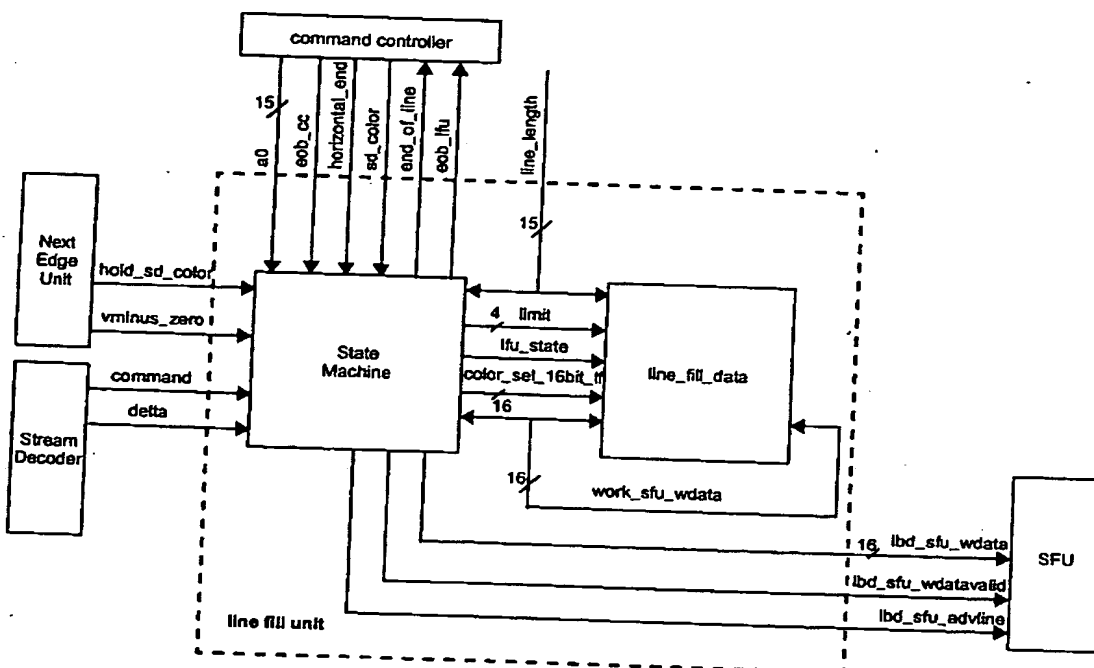 command controller
15
a0
eob_cc
horizontal_end
sd_color
end_of_line
eob_lfu
line_length
15
Next
Edge
Unit
hold_sd_color
vminus_zero
command
delta
Stream
Decoder
State
Machine
4
limit
lfu_state
color_sel_16bit_lf
16
line_fill_data
16
work_sfu_wdata
16
lbd_sfu_wdata
lbd_sfu_wdatavalid
lbd_sfu_advline
SFU
line fill unit